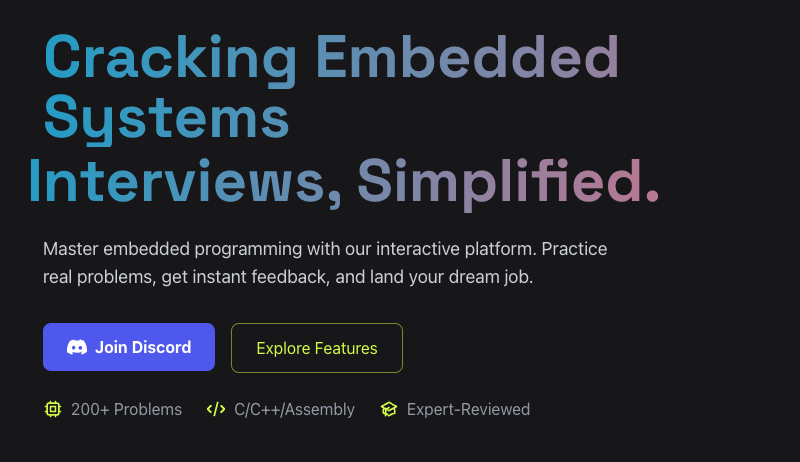 Cracking Embedded
Systems
Interviews, Simplified.
Master embedded programming with our interactive platform. Practice
real problems, get instant feedback, and land your dream job.
Join Discord
Explore Features
200+ Problems
C/C++/Assembly
Expert-Reviewed